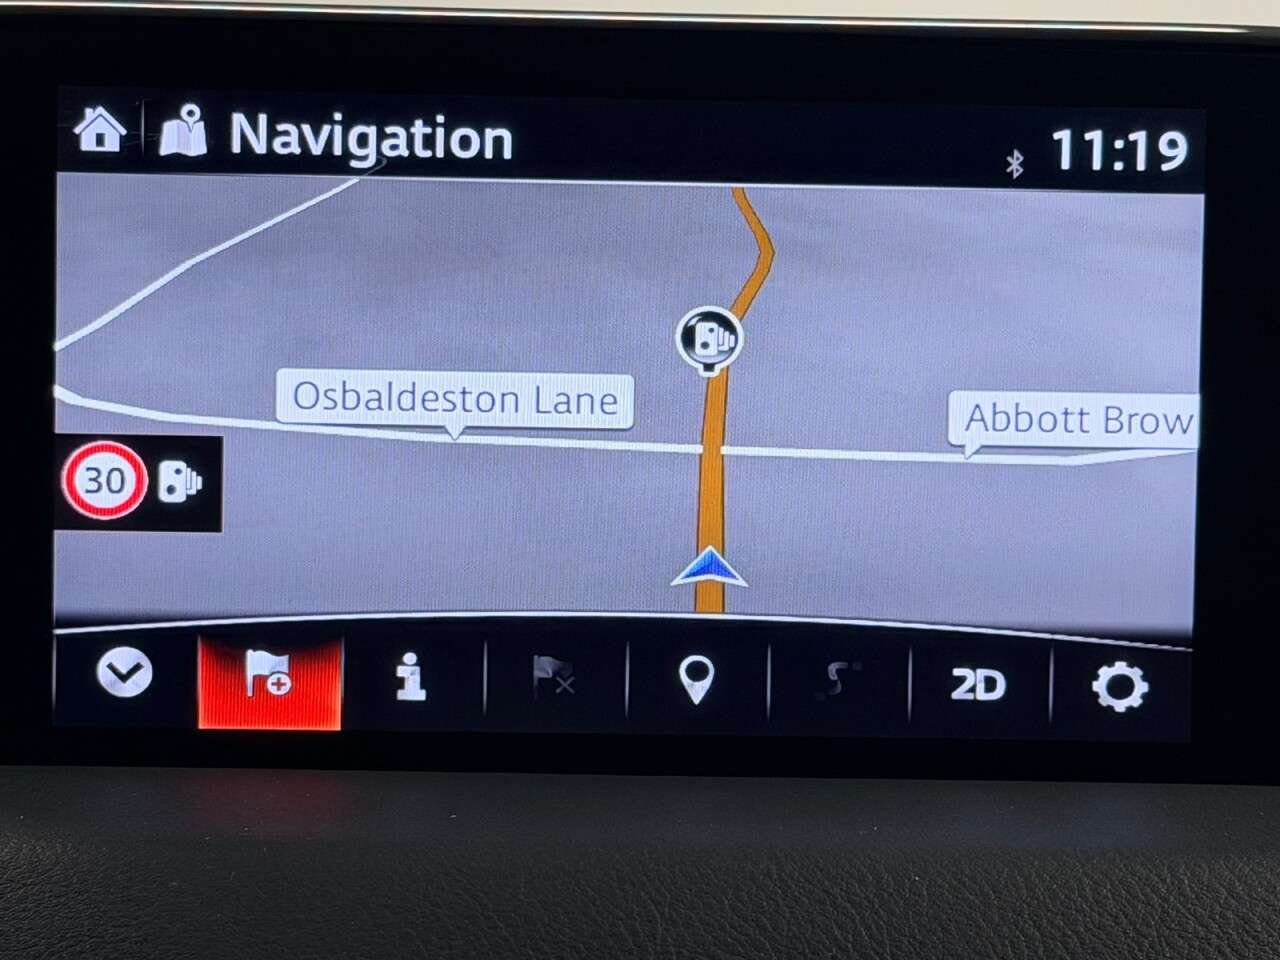 Navigation
11:19
Osbaldeston Lane
Abbott Brow
30
2D